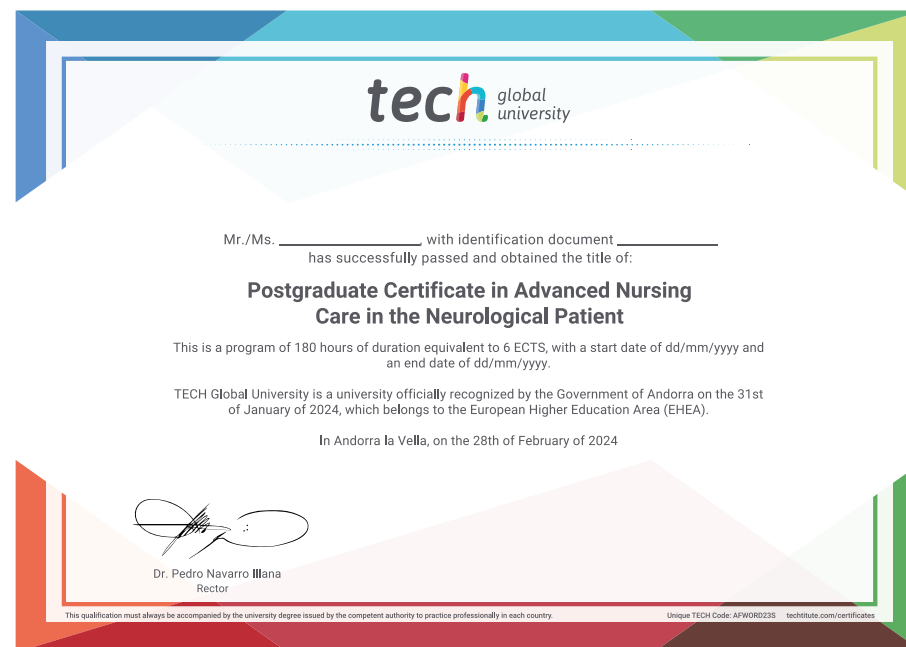 tech global
university
Mr./Ms. ____________, with identification document ____________
has successfully passed and obtained the title of:
Postgraduate Certificate in Advanced Nursing
Care in the Neurological Patient
This is a program of 180 hours of duration equivalent to 6 ECTS, with a start date of dd/mm/yyyy and
an end date of dd/mm/yyyy.
TECH Global University is a university officially recognized by the Government of Andorra on the 31st
of January of 2024, which belongs to the European Higher Education Area (EHEA).
In Andorra la Vella, on the 28th of February of 2024
Dr. Pedro Navarro Illana
Rector
This qualification must always be accompanied by the university degree issued by the competent authority to practice professionally in each country.
Unique TECH Code: AFWORD23S techtitute.com/certificates